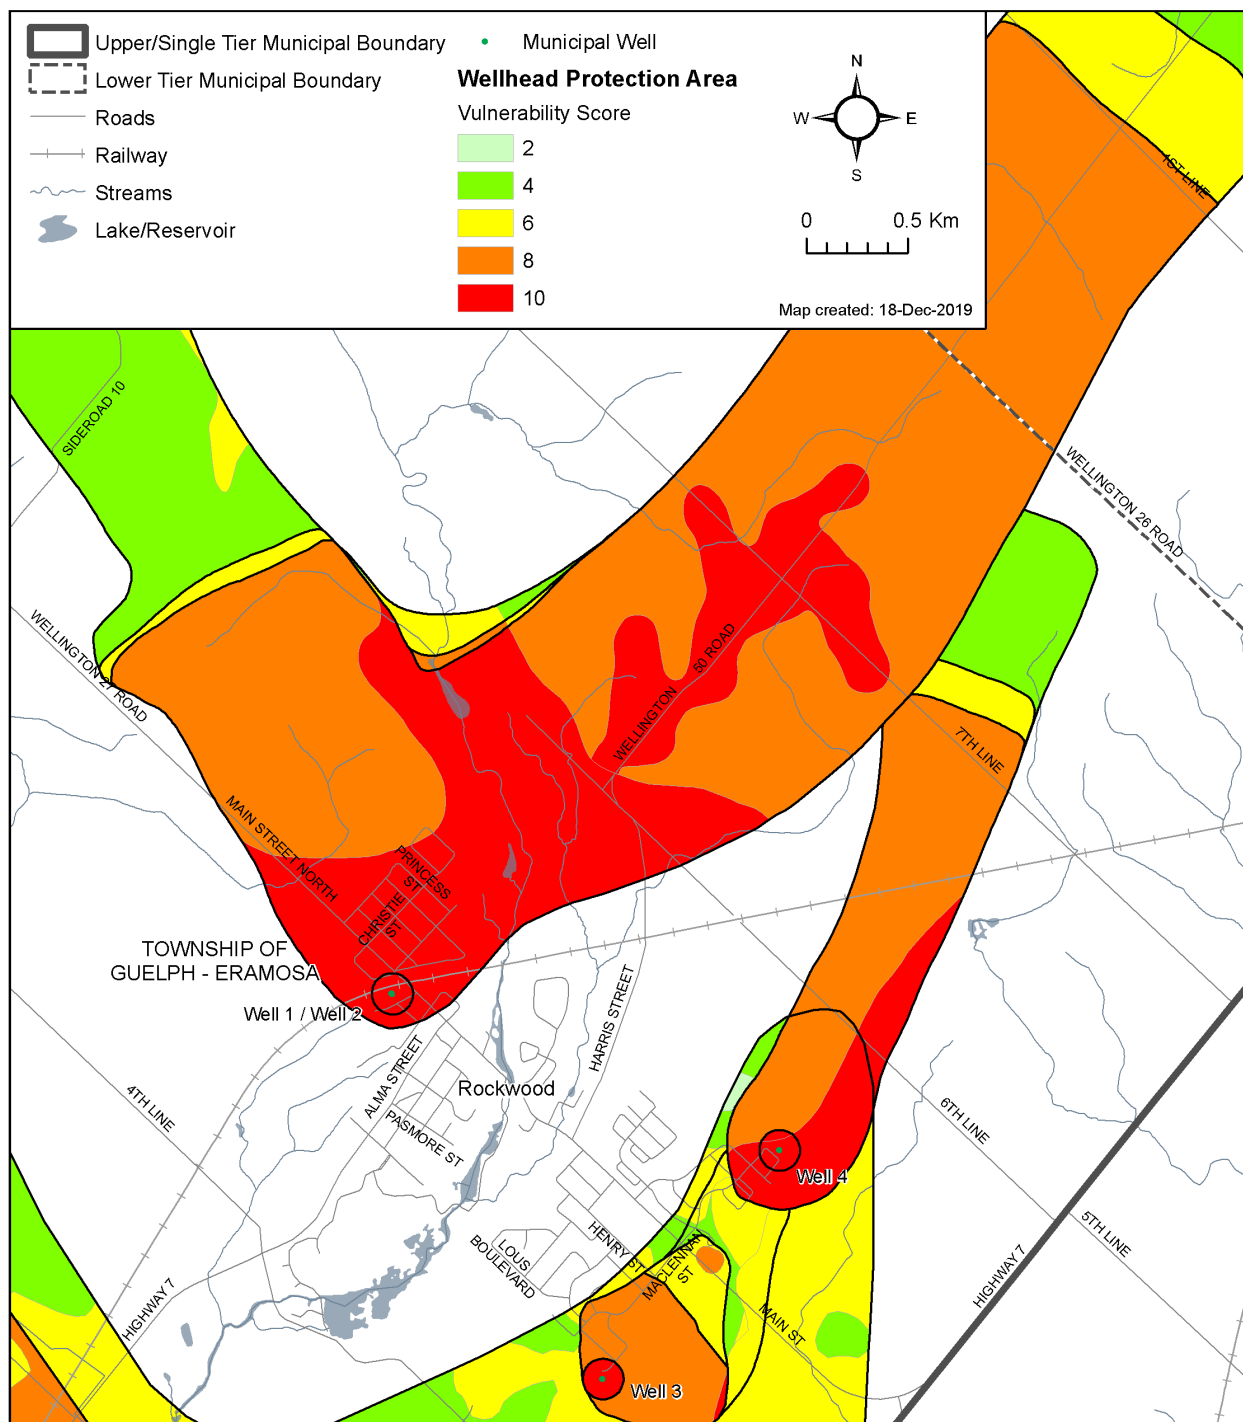 Upper/Single Tier Municipal Boundary
Lower Tier Municipal Boundary
Roads
Railway
Streams
Lake/Reservoir
Municipal Well
Wellhead Protection Area
Vulnerability Score
2
4
6
8
10
N
W
E
S
0
0.5 Km
Map created: 18-Dec-2019
1ST LINE
SIDEROAD 10
WELLINGTON 26 ROAD
WELLINGTON 27 ROAD
WELLINGTON
50 ROAD
7TH LINE
MAIN STREET NORTH
PRINCESS
ST
CHRISTIE
ST
TOWNSHIP OF
GUELPH - ERAMOSA
Well 1 / Well 2
HARRIS STREET
ALMA STREET
Rockwood
4TH LINE
PASMORE ST
6TH LINE
Well 4
5TH LINE
HENRY ST
LOUS
BOULEVARD
MACLENNAN
ST
HIGHWAY 7
HIGHWAY 7
MAIN ST
Well 3